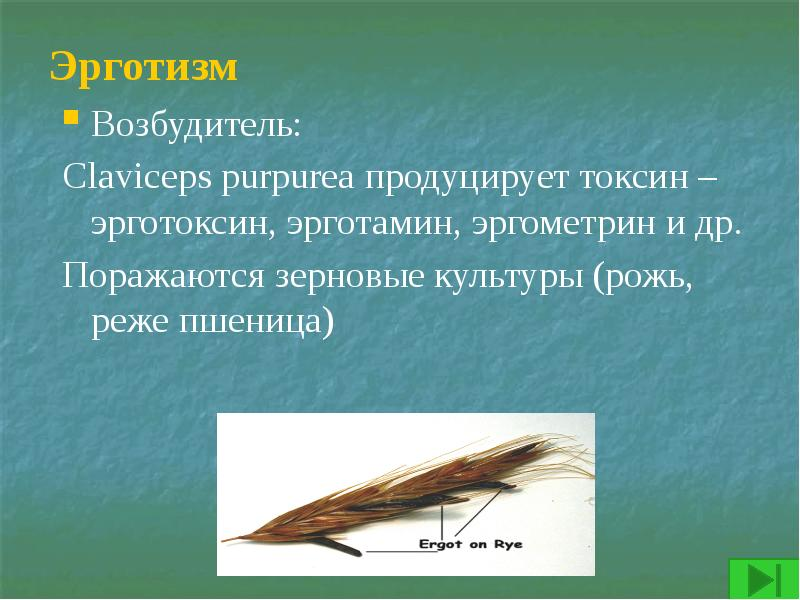 Эрготизм
Возбудитель:
Claviceps purpurea продуцирует токсин –
эрготоксин, эрготамин, эргометрин и др.
Поражаются зерновые культуры (рожь,
реже пшеница)
Ergot on Rye